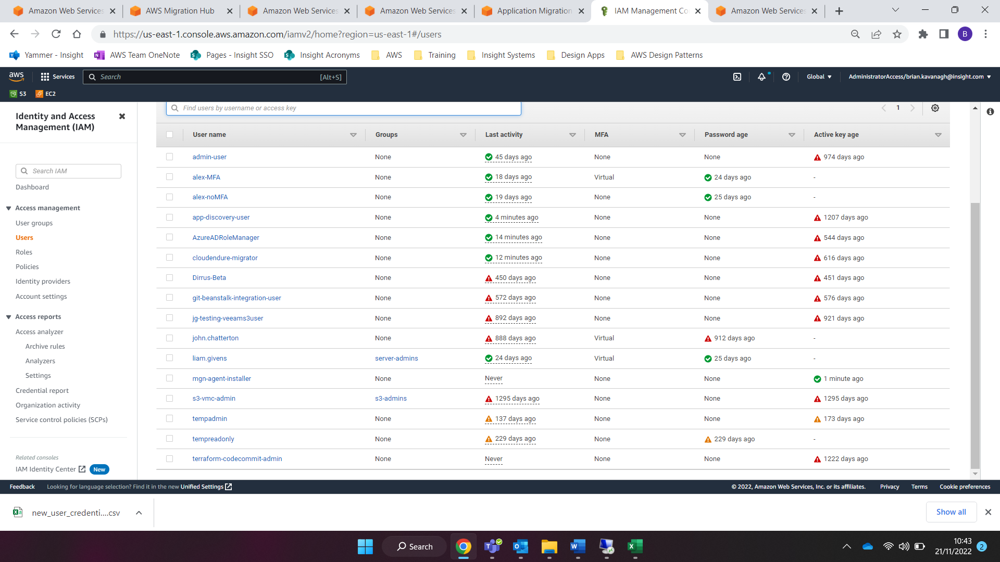 Amazon Web Services
AWS Migration Hub
Amazon Web Services
Amazon Web Services
Application Migration
IAM Management Co
Amazon Web Services
https://us-east-1.console.aws.amazon.com/iamv2/home?region=us-east-1#/users
B
Yammer - Insight
AWS Team OneNote
Pages - Insight SSO
Insight Acronyms
AWS
Training
Insight Systems
Design Apps
AWS Design Patterns
aws
Services
Search
[Alt+S]
Global
AdministratorAccess/brian.kavanagh@insight.com
S3
EC2
Identity and Access
Management (IAM)
Search IAM
Dashboard
Access management
User groups
Users
Roles
Policies
Identity providers
Account settings
Access reports
Access analyzer
Archive rules
Analyzers
Settings
Credential report
Organization activity
Service control policies (SCPs)
Related consoles
IAM Identity Center New
Find users by username or access key
1
User name Groups Last activity MFA Password age Active key age
admin-user None 45 days ago None None 974 days ago
alex-MFA None 18 days ago Virtual 24 days ago -
alex-noMFA None 19 days ago None 25 days ago -
app-discovery-user None 4 minutes ago None None 1207 days ago
AzureADRoleManager None 14 minutes ago None None 544 days ago
cloudendure-migrator None 12 minutes ago None None 616 days ago
Dirrus-Beta None 450 days ago None None 451 days ago
git-beanstalk-integration-user None 572 days ago None None 576 days ago
jg-testing-veeams3user None 892 days ago None None 921 days ago
john.chatterton None 888 days ago Virtual 912 days ago -
liam.givens server-admins 24 days ago Virtual 25 days ago -
mgn-agent-installer None Never None None 1 minute ago
s3-vmc-admin s3-admins 1295 days ago None None 1295 days ago
tempadmin None 137 days ago None None 173 days ago
tempreadonly None 229 days ago None 229 days ago -
terraform-codecommit-admin None Never None None 1222 days ago
Feedback
Looking for language selection? Find it in the new Unified Settings
© 2022, Amazon Web Services, Inc. or its affiliates.
Privacy
Terms
Cookie preferences
new_user_credenti....csv
Show all
Search
10:43
21/11/2022
2